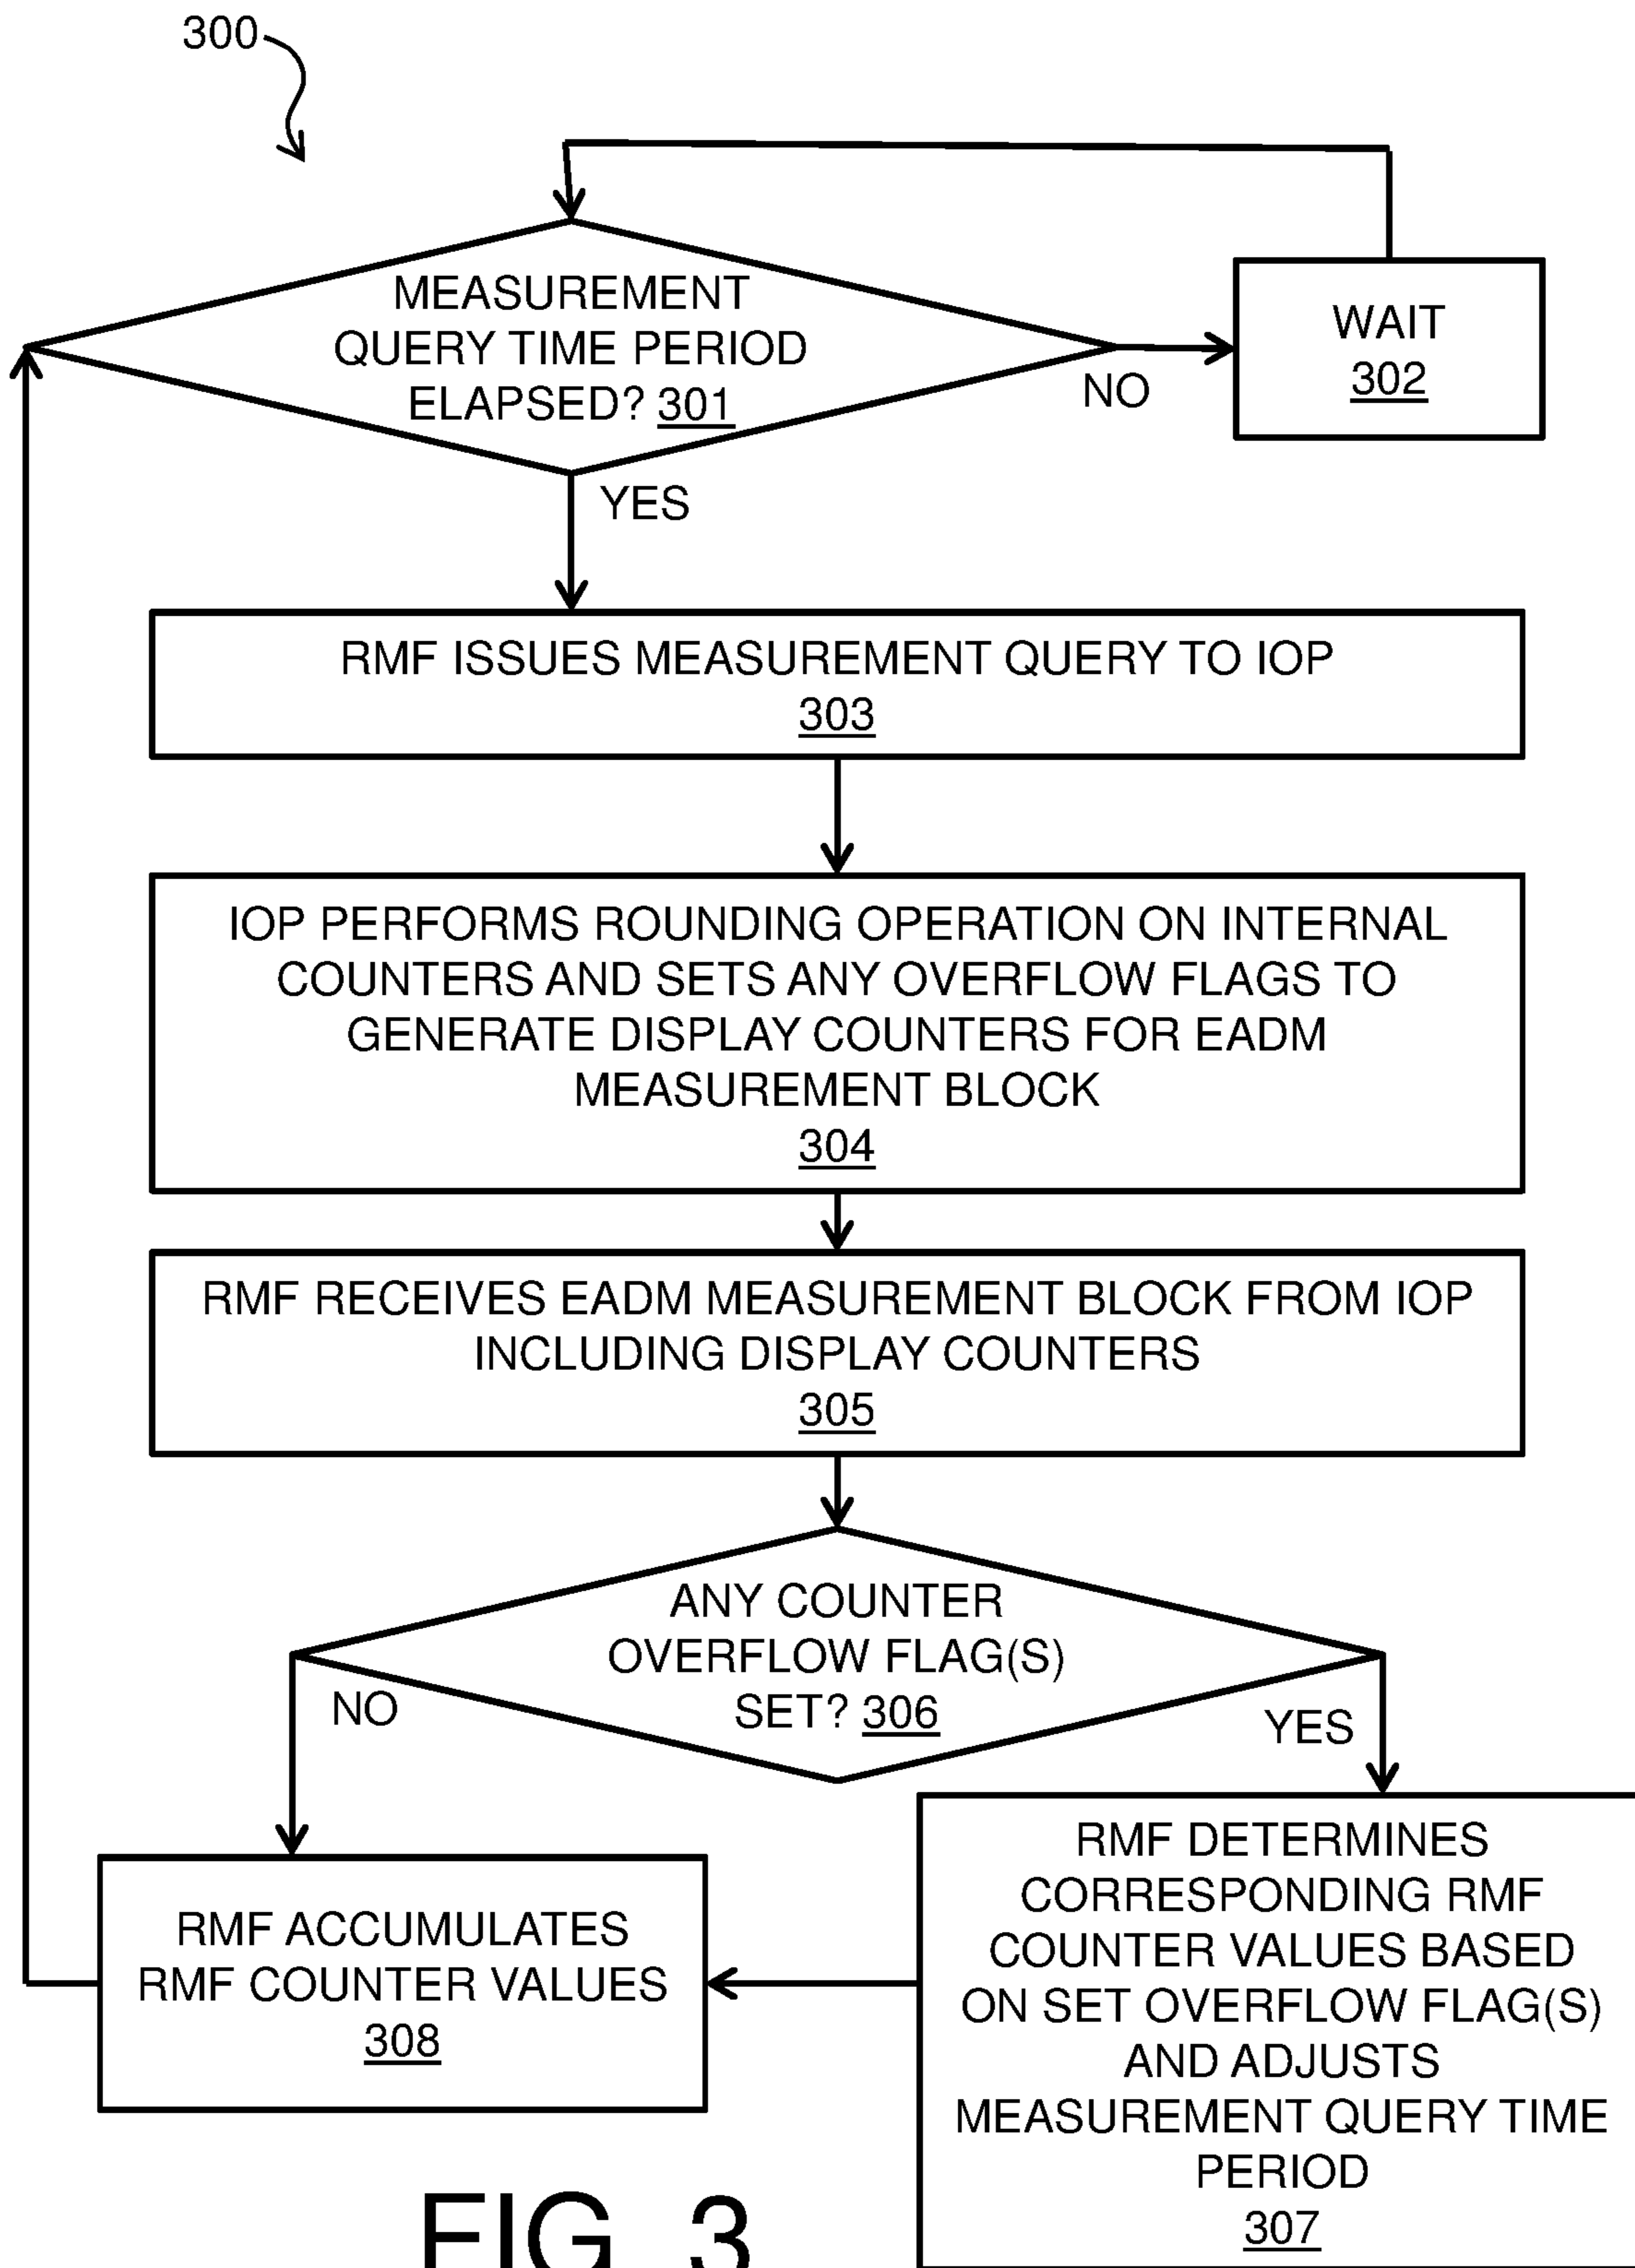 300
MEASUREMENT
QUERY TIME PERIOD
ELAPSED? 301
NO
WAIT
302
YES
RMF ISSUES MEASUREMENT QUERY TO IOP
303
IOP PERFORMS ROUNDING OPERATION ON INTERNAL
COUNTERS AND SETS ANY OVERFLOW FLAGS TO
GENERATE DISPLAY COUNTERS FOR EADM
MEASUREMENT BLOCK
304
RMF RECEIVES EADM MEASUREMENT BLOCK FROM IOP
INCLUDING DISPLAY COUNTERS
305
ANY COUNTER
OVERFLOW FLAG(S)
SET? 306
NO
YES
RMF DETERMINES
CORRESPONDING RMF
COUNTER VALUES BASED
ON SET OVERFLOW FLAG(S)
AND ADJUSTS
MEASUREMENT QUERY TIME
PERIOD
307
RMF ACCUMULATES
RMF COUNTER VALUES
308
FIG. 3